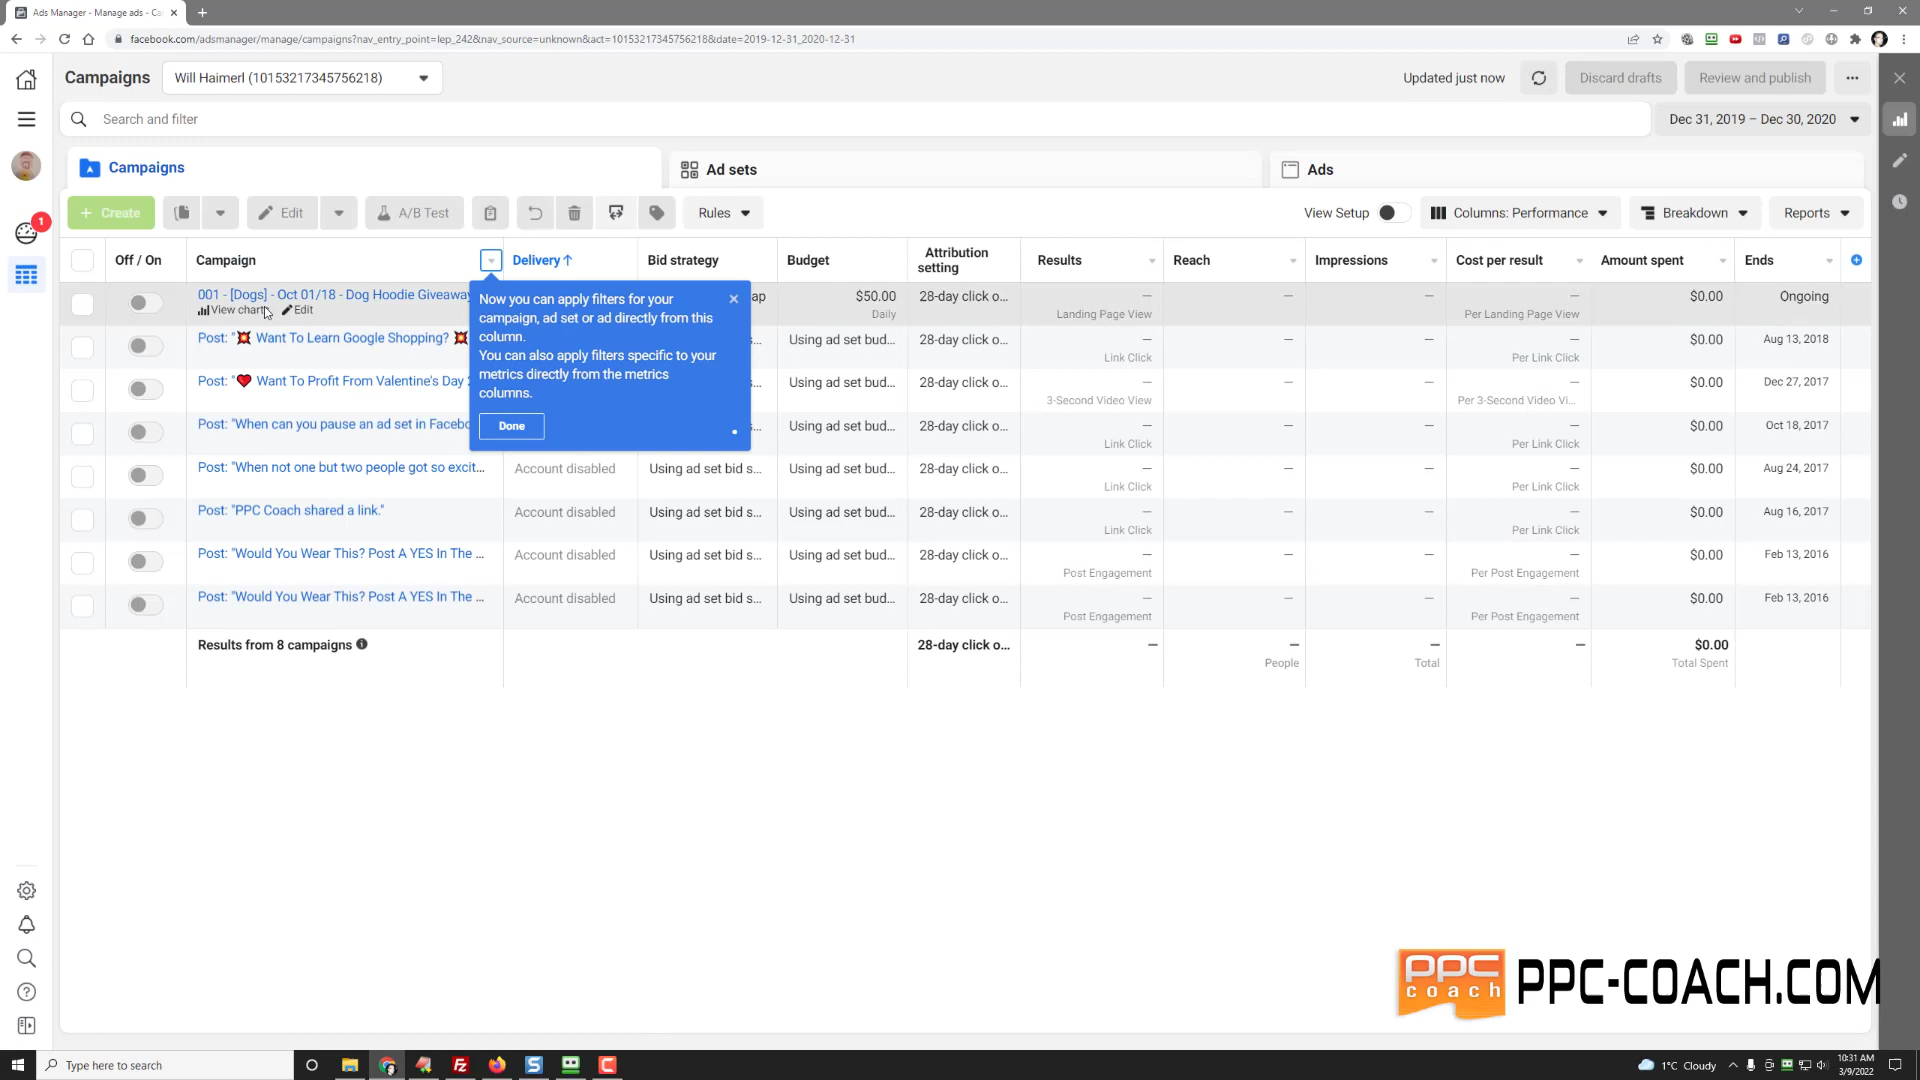 Ads Manager - Manage ads - Ca
facebook.com/adsmanager/manage/campaigns?nav_entry_point=lep_242&nav_source=unknown&act=10153217345756218&date=2019-12-31_2020-12-31
Campaigns
Will Haimerl (10153217345756218)
Updated just now
Discard drafts
Review and publish
Search and filter
Dec 31, 2019 – Dec 30, 2020
Campaigns
Ad sets
Ads
1
+ Create
Edit
A/B Test
Rules
View Setup
Columns: Performance
Breakdown
Reports
Off / On
Campaign
Delivery ↑
Bid strategy
Budget
Attribution
setting
Results
Reach
Impressions
Cost per result
Amount spent
Ends
001 - [Dogs] - Oct 01/18 - Dog Hoodie Giveaway
View charts
Edit
ap
$50.00
Daily
28-day click o...
—
Landing Page View
—
—
—
Per Landing Page View
$0.00
Ongoing
Post: "💥 Want To Learn Google Shopping? 💥
s...
Using ad set bud...
28-day click o...
—
Link Click
—
—
—
Per Link Click
$0.00
Aug 13, 2018
Post: "❤️ Want To Profit From Valentine's Day
...
Using ad set bud...
28-day click o...
—
3-Second Video View
—
—
—
Per 3-Second Video Vi...
$0.00
Dec 27, 2017
Post: "When can you pause an ad set in Facebo
s...
Using ad set bud...
28-day click o...
—
Link Click
—
—
—
Per Link Click
$0.00
Oct 18, 2017
Now you can apply filters for your
campaign, ad set or ad directly from this
column.
You can also apply filters specific to your
metrics directly from the metrics
columns.
Done
Post: "When not one but two people got so excit...
Account disabled
Using ad set bid s...
Using ad set bud...
28-day click o...
—
Link Click
—
—
—
Per Link Click
$0.00
Aug 24, 2017
Post: "PPC Coach shared a link."
Account disabled
Using ad set bid s...
Using ad set bud...
28-day click o...
—
Link Click
—
—
—
Per Link Click
$0.00
Aug 16, 2017
Post: "Would You Wear This? Post A YES In The ...
Account disabled
Using ad set bid s...
Using ad set bud...
28-day click o...
—
Post Engagement
—
—
—
Per Post Engagement
$0.00
Feb 13, 2016
Post: "Would You Wear This? Post A YES In The ...
Account disabled
Using ad set bid s...
Using ad set bud...
28-day click o...
—
Post Engagement
—
—
—
Per Post Engagement
$0.00
Feb 13, 2016
Results from 8 campaigns
28-day click o...
—
—
People
—
Total
—
$0.00
Total Spent
PPC
coach
PPC-COACH.COM
Type here to search
1°C Cloudy
10:31 AM
3/9/2022